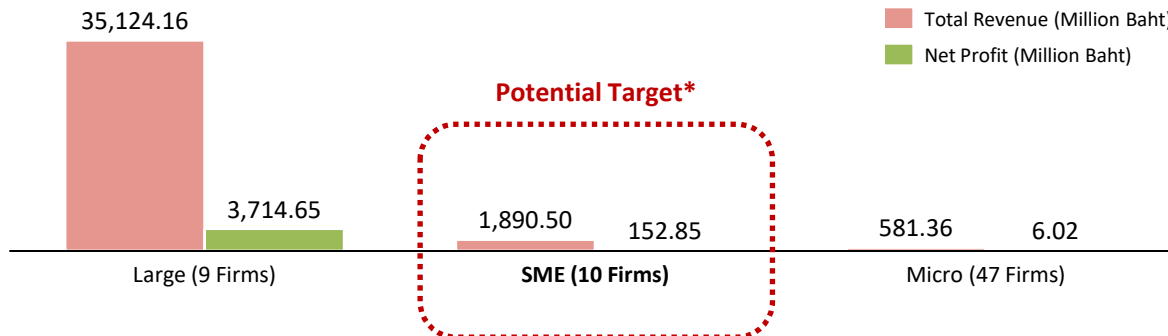 35,124.16
Total Revenue (Million Baht)
Net Profit (Million Baht)
Potential Target*
3,714.65
1,890.50
152.85
581.36
6.02
Large (9 Firms)
SME (10 Firms)
Micro (47 Firms)